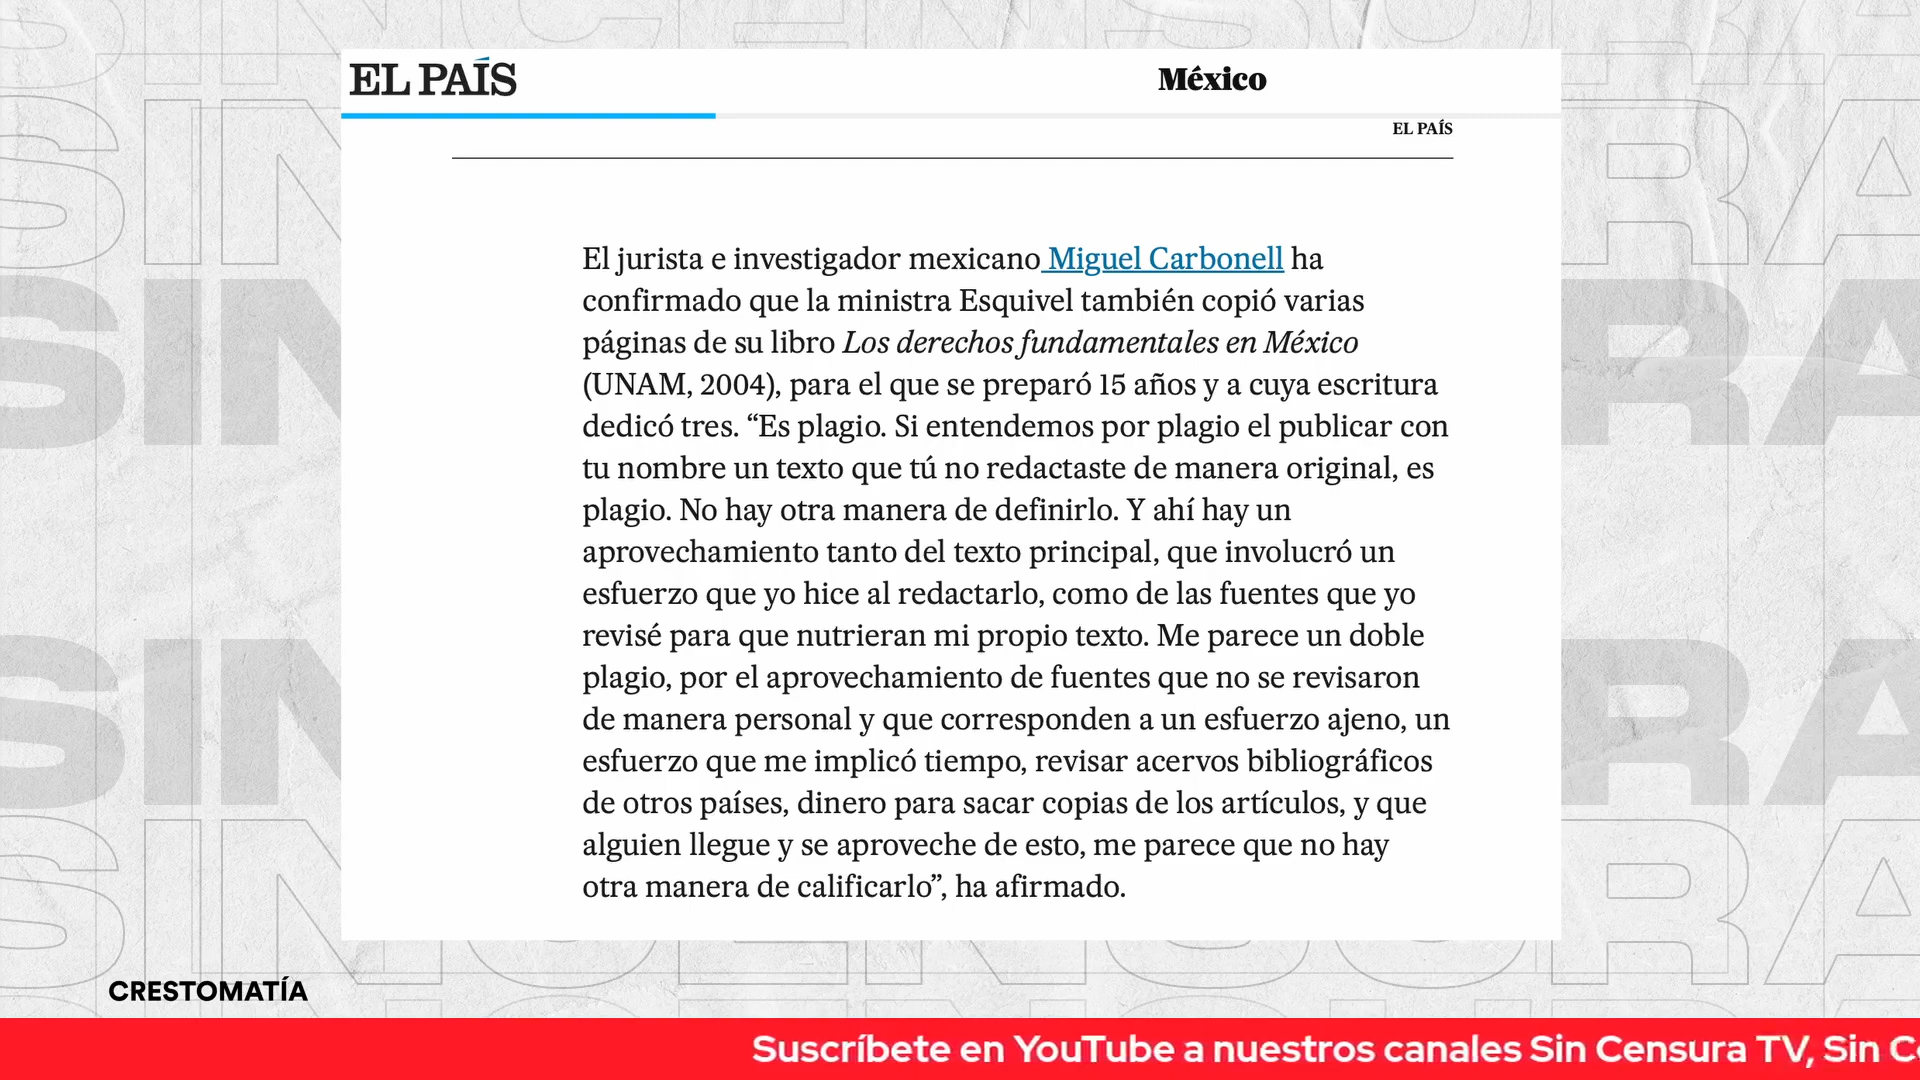 EL PAÍS
México
EL PAÍS
El jurista e investigador mexicano Miguel Carbonell ha
confirmado que la ministra Esquivel también copió varias
páginas de su libro Los derechos fundamentales en México
(UNAM, 2004), para el que se preparó 15 años y a cuya escritura
dedicó tres. “Es plagio. Si entendemos por plagio el publicar con
tu nombre un texto que tú no redactaste de manera original, es
plagio. No hay otra manera de definirlo. Y ahí hay un
aprovechamiento tanto del texto principal, que involucró un
esfuerzo que yo hice al redactarlo, como de las fuentes que yo
revisé para que nutrieran mi propio texto. Me parece un doble
plagio, por el aprovechamiento de fuentes que no se revisaron
de manera personal y que corresponden a un esfuerzo ajeno, un
esfuerzo que me implicó tiempo, revisar acervos bibliográficos
de otros países, dinero para sacar copias de los artículos, y que
alguien llegue y se aproveche de esto, me parece que no hay
otra manera de calificarlo”, ha afirmado.
CRESTOMATÍA
Suscríbete en YouTube a nuestros canales Sin Censura TV, Sin